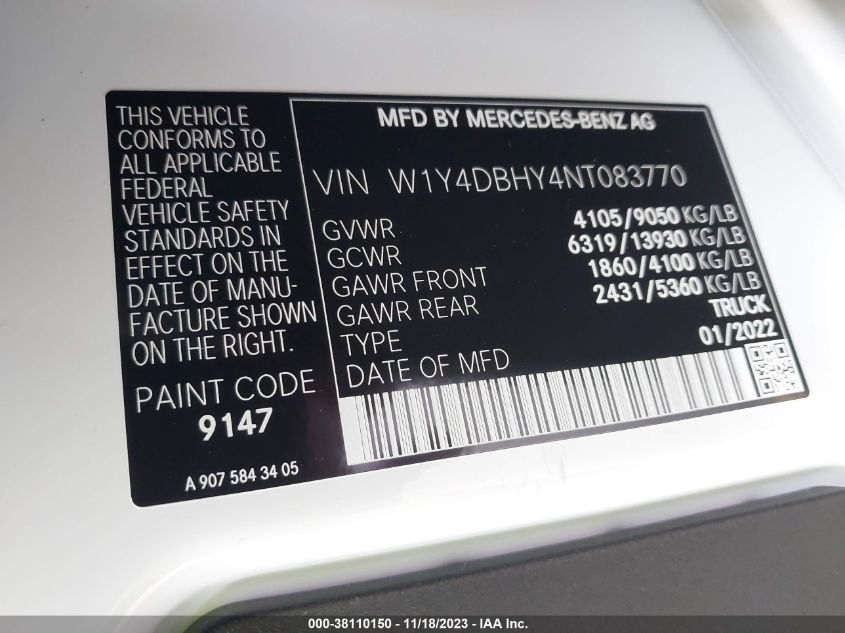 THIS VEHICLE
CONFORMS TO
ALL APPLICABLE
FEDERAL
VEHICLE SAFETY
STANDARDS IN
EFFECT ON THE
DATE OF MANU-
FACTURE SHOWN
ON THE RIGHT.
PAINT CODE
9147
A 907 584 34 05
MFD BY MERCEDES-BENZ AG
VIN W1Y4DBHY4NT083770
GVWR 4105/9050 KG/LB
GCWR 6319/13930 KG/LB
GAWR FRONT 1860/4100 KG/LB
GAWR REAR 2431/5360 KG/LB
TYPE TRUCK
DATE OF MFD 01/2022
000-38110150 - 11/18/2023 - IAA Inc.